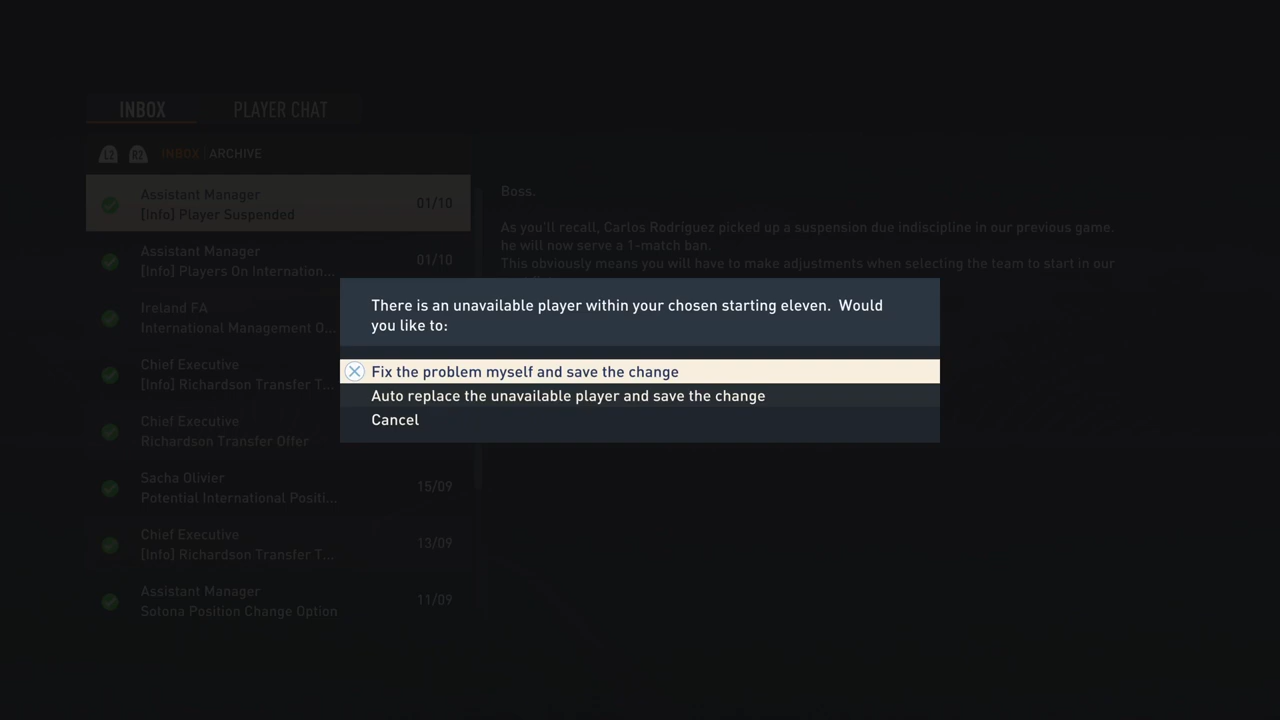 INBOX
PLAYER CHAT
L2 R2 INBOX | ARCHIVE
Assistant Manager
[Info] Player Suspended
01/10
Assistant Manager
[Info] Players On Internation...
01/10
Ireland FA
International Management O...
Chief Executive
[Info] Richardson Transfer T...
Chief Executive
Richardson Transfer Offer
Sacha Olivier
Potential International Positi...
15/09
Chief Executive
[Info] Richardson Transfer T...
13/09
Assistant Manager
Sotona Position Change Option
11/09
Boss.
As you'll recall, Carlos Rodríguez picked up a suspension due indiscipline in our previous game.
he will now serve a 1-match ban.
This obviously means you will have to make adjustments when selecting the team to start in our
There is an unavailable player within your chosen starting eleven. Would
you like to:
Fix the problem myself and save the change
Auto replace the unavailable player and save the change
Cancel